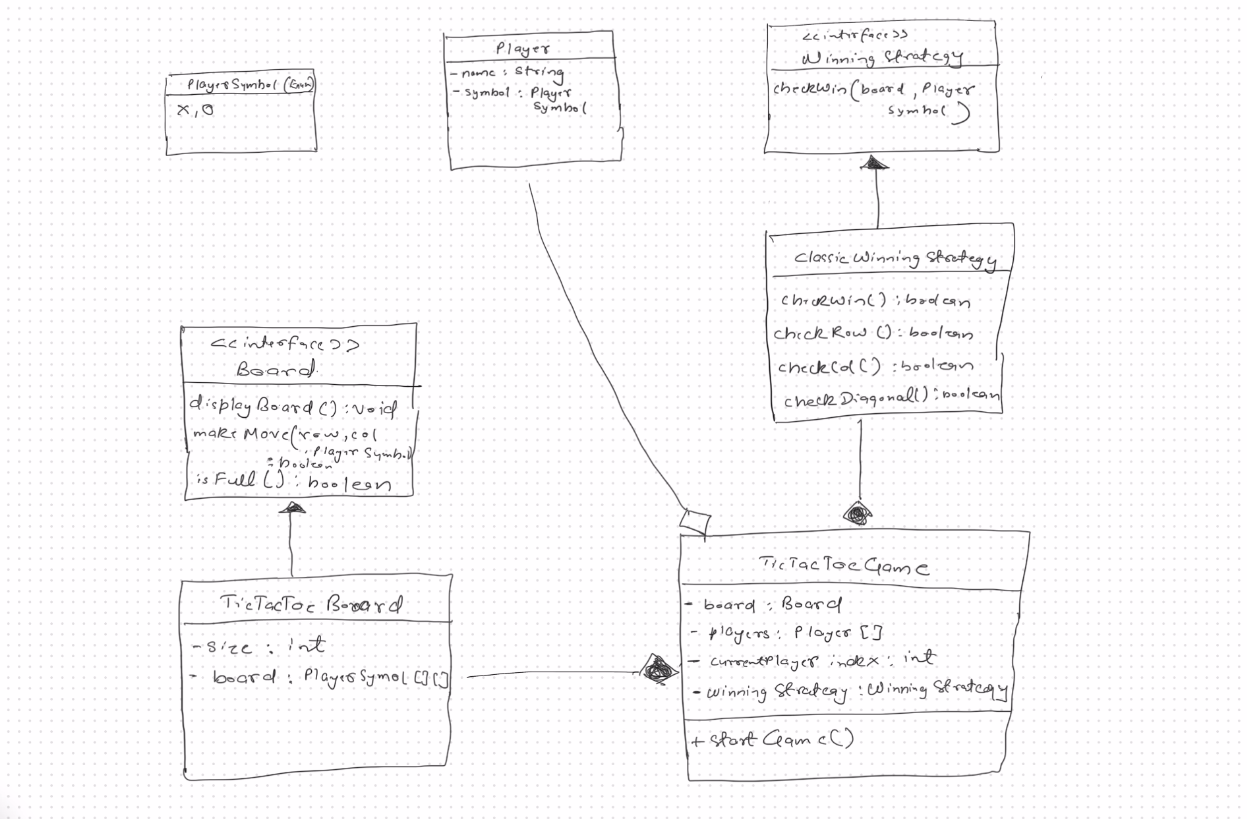 PlayerSymbol (Enum)
X, O
Player
- name : String
- symbol : Player
Symbol
<<interface>>
Winning Strategy
checkWin(board, Player
symbol)
Classic Winning Strategy
checkWin() : boolean
checkRow () : boolean
checkCol () : boolean
checkDiagonal() : boolean
<<interface>>
Board
displayBoard() : void
makeMove(row, col
, Player Symbol)
: boolean
isFull () : boolean
TicTacToe Board
- size : int
- board : PlayerSymol [][]
TicTacToeGame
- board : Board
- players : Player []
- currentPlayer index : int
- winning Strategy : Winning Strategy
+ start Game()